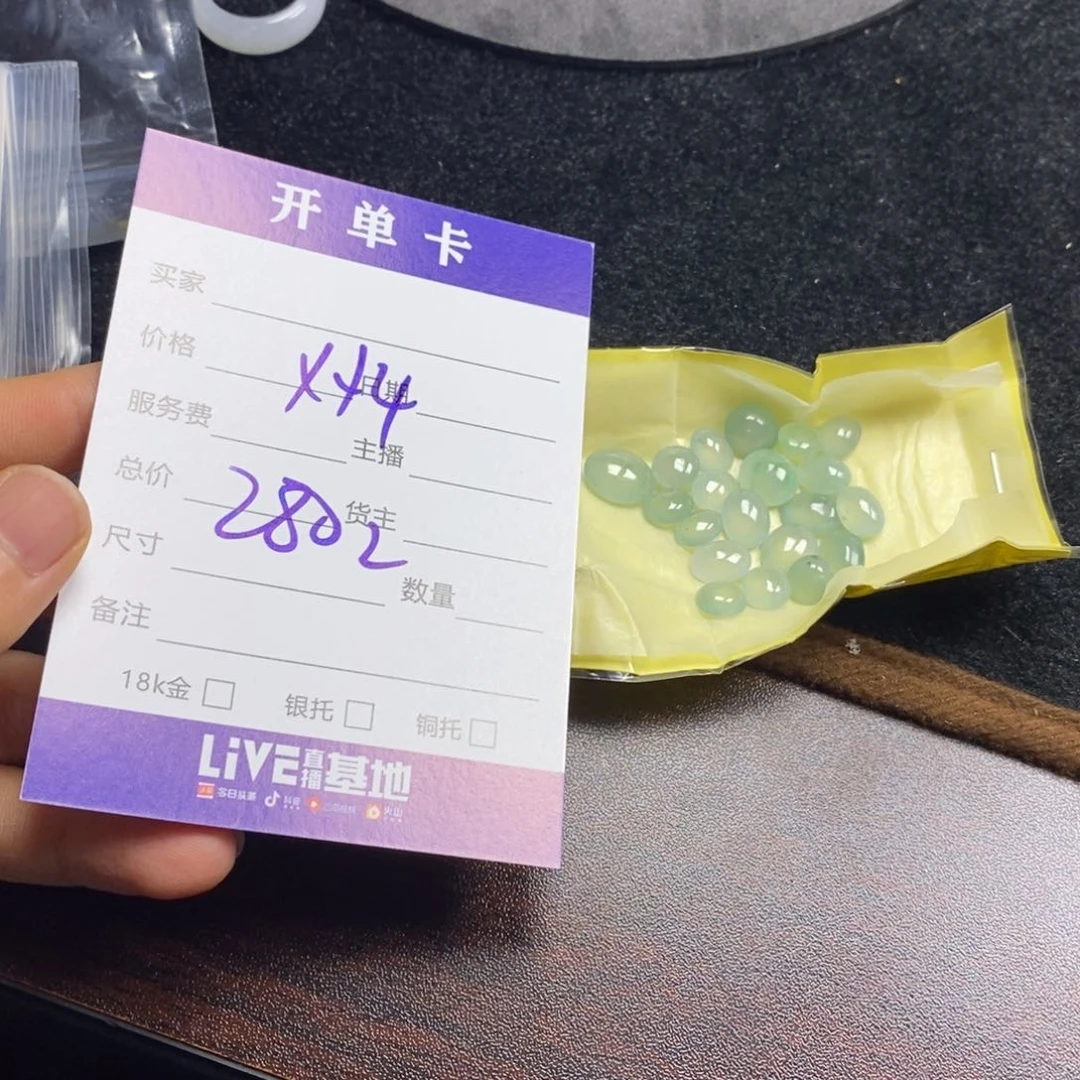 开单卡
买家
价格 日期
X44
服务费 主播
总价 货主
2802
尺寸 数量
备注
18k金 银托 铜托
LiVE直播基地
今日头条 抖音 火山